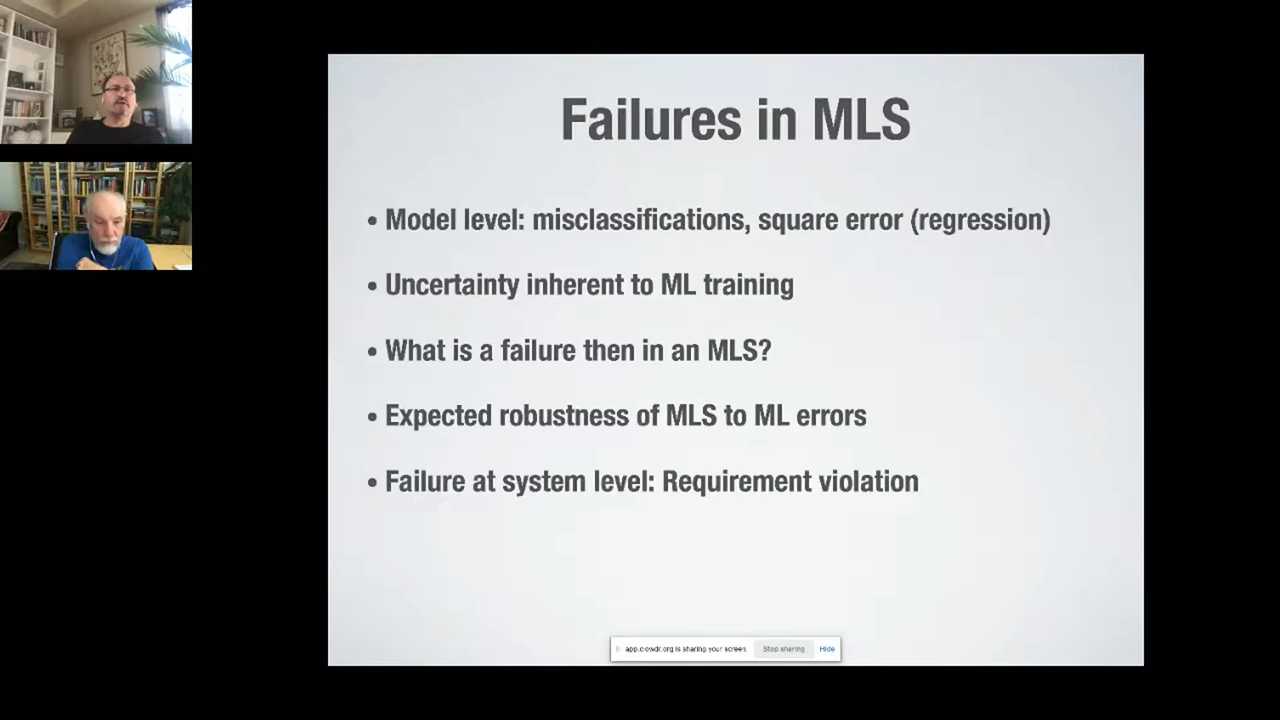 Failures in MLS
• Model level: misclassifications, square error (regression)
• Uncertainty inherent to ML training
• What is a failure then in an MLS?
• Expected robustness of MLS to ML errors
• Failure at system level: Requirement violation
app.clowdr.org is sharing your screen. Stop sharing Hide